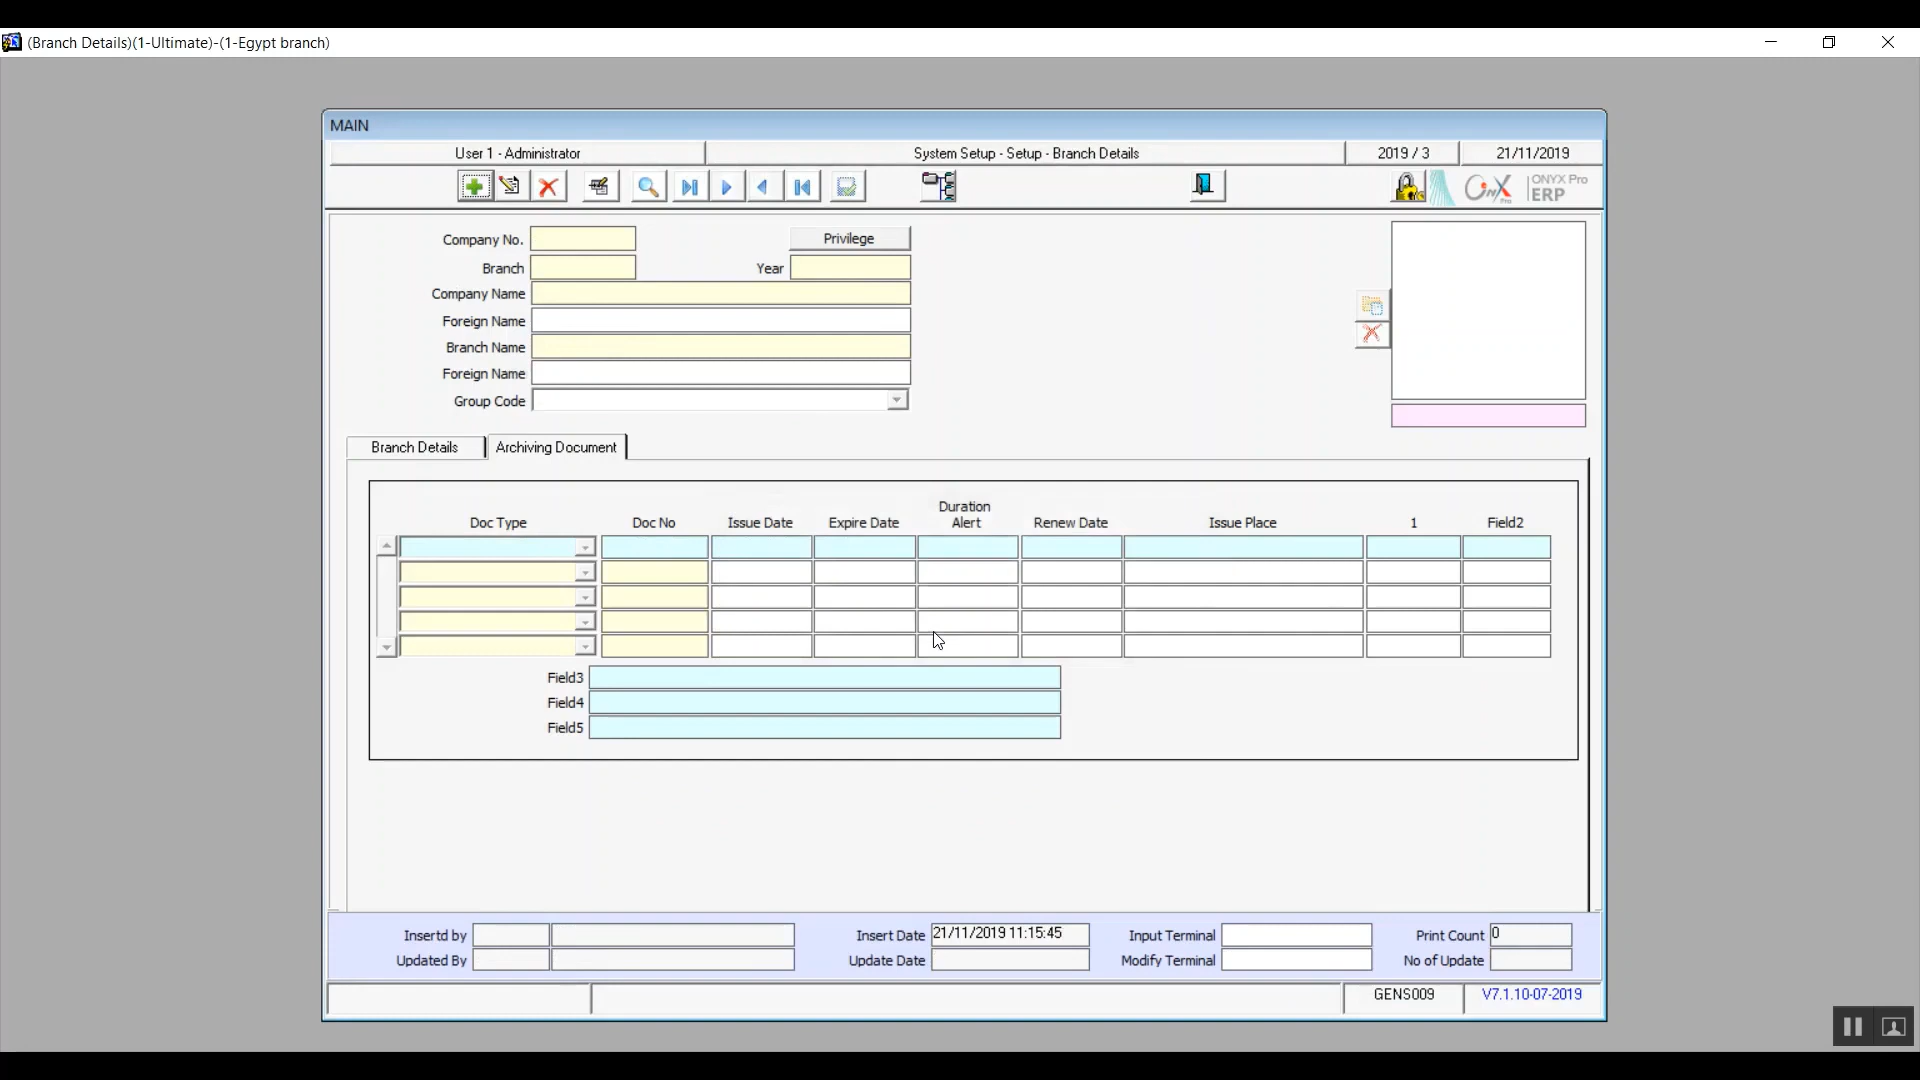 (Branch Details)(1-Ultimate)-(1-Egypt branch)
MAIN
User 1 - Administrator
System Setup - Setup - Branch Details
2019 / 3
21/11/2019
Onyx Pro
ONYX Pro
ERP
Company No.
Privilege
Branch
Year
Company Name
Foreign Name
Branch Name
Foreign Name
Group Code
Branch Details
Archiving Document
Doc Type
Doc No
Issue Date
Expire Date
Duration
Alert
Renew Date
Issue Place
1
Field2
Field3
Field4
Field5
Insertd by
Insert Date 21/11/2019 11:15:45
Input Terminal
Print Count 0
Updated By
Update Date
Modify Terminal
No of Update
GENS009
V7.1.10-07-2019